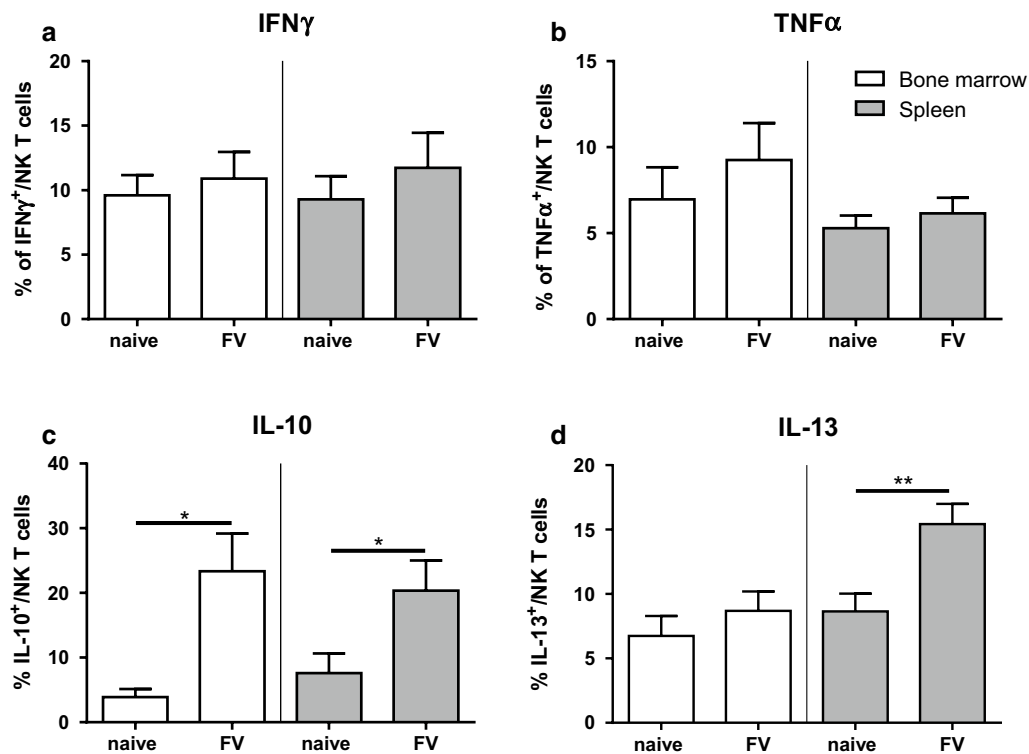 a
IFNγ
% of IFNγ⁺/NK T cells
20
15
10
5
0
naive FV naive FV
b
TNFα
% of TNFα⁺/NK T cells
15
10
5
0
Bone marrow
Spleen
naive FV naive FV
c
IL-10
% IL-10⁺/NK T cells
40
30
20
10
0
* *
naive FV naive FV
d
IL-13
% IL-13⁺/NK T cells
20
15
10
5
0
**
naive FV naive FV